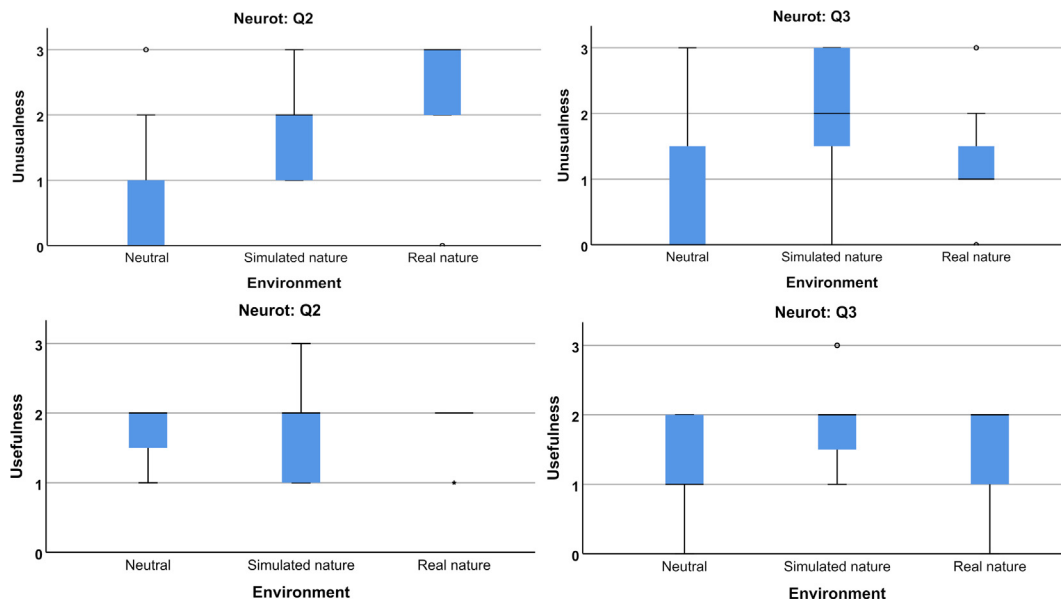 Neurot: Q2
Unusualness
3
2
1
0
Neutral Simulated nature Real nature
Environment
Neurot: Q3
Unusualness
3
2
1
0
Neutral Simulated nature Real nature
Environment
Neurot: Q2
Usefulness
3
2
1
0
Neutral Simulated nature Real nature
Environment
Neurot: Q3
Usefulness
3
2
1
0
Neutral Simulated nature Real nature
Environment